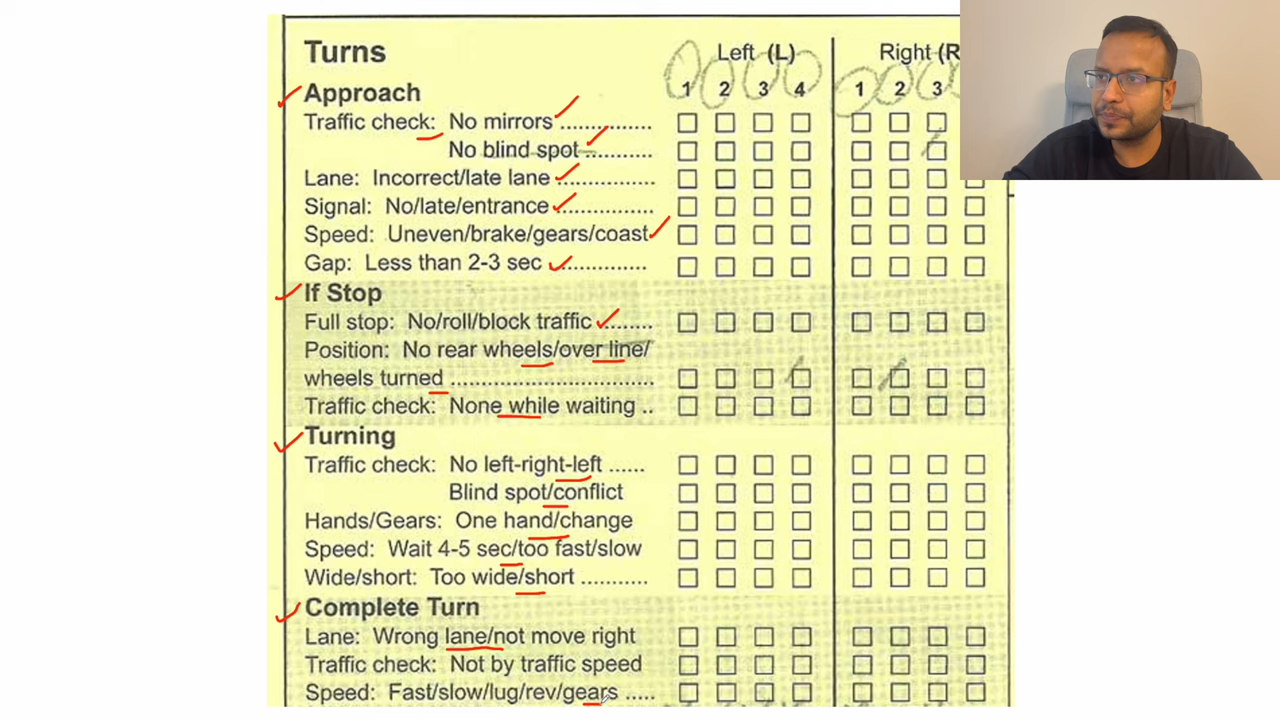 Turns Left (L) Right (R
1 2 3 4 1 2 3
Approach
Traffic check: No mirrors ...............
No blind spot ...........
Lane: Incorrect/late lane ................
Signal: No/late/entrance ................
Speed: Uneven/brake/gears/coast
Gap: Less than 2-3 sec ................
If Stop
Full stop: No/roll/block traffic ........
Position: No rear wheels/over line/
wheels turned .................................
Traffic check: None while waiting ..
Turning
Traffic check: No left-right-left ......
Blind spot/conflict
Hands/Gears: One hand/change
Speed: Wait 4-5 sec/too fast/slow
Wide/short: Too wide/short ...........
Complete Turn
Lane: Wrong lane/not move right
Traffic check: Not by traffic speed
Speed: Fast/slow/lug/rev/gears .....